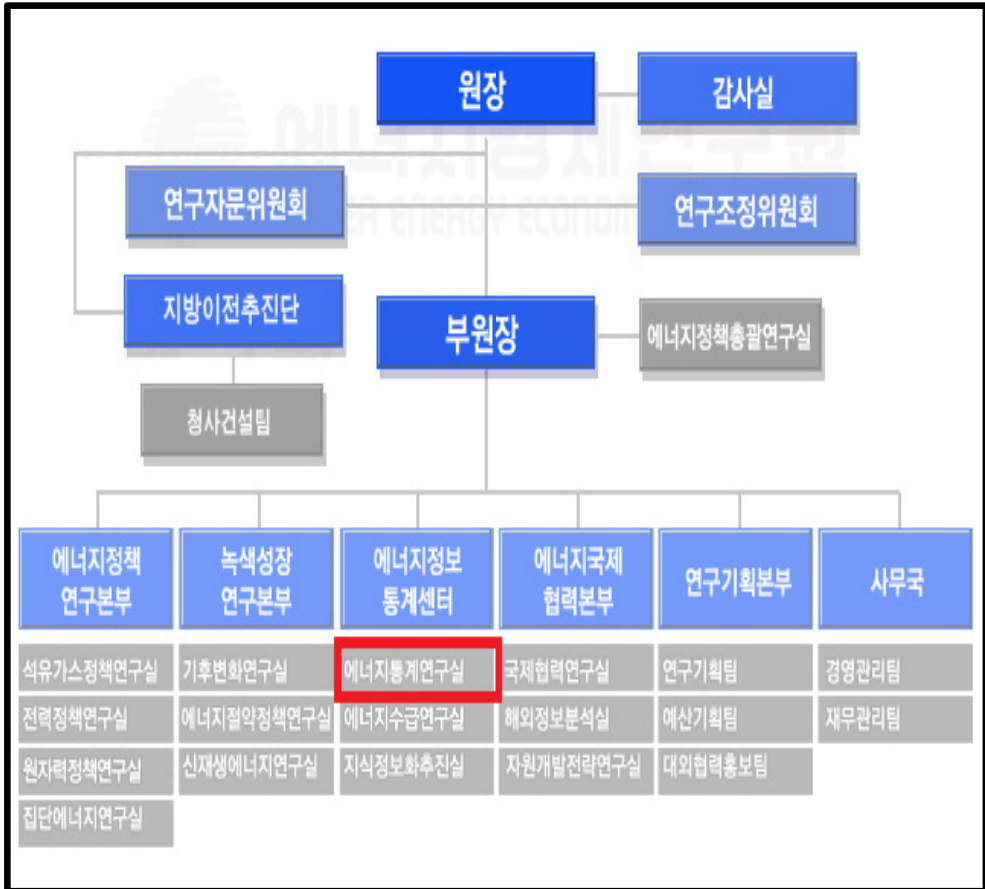 원장
감사실
에너지경제연구원
연구자문위원회
연구조정위원회
지방이전추진단
부원장
에너지정책총괄연구실
청사건설팀
에너지정책
연구본부
녹색성장
연구본부
에너지정보
통계센터
에너지국제
협력본부
연구기획본부
사무국
석유가스정책연구실
기후변화연구실
에너지통계연구실
국제협력연구실
연구기획팀
경영관리팀
전력정책연구실
에너지절약정책연구실
에너지수급연구실
해외정보분석실
예산기획팀
재무관리팀
원자력정책연구실
신재생에너지연구실
지식정보화추진실
자원개발전략연구실
대외협력홍보팀
집단에너지연구실